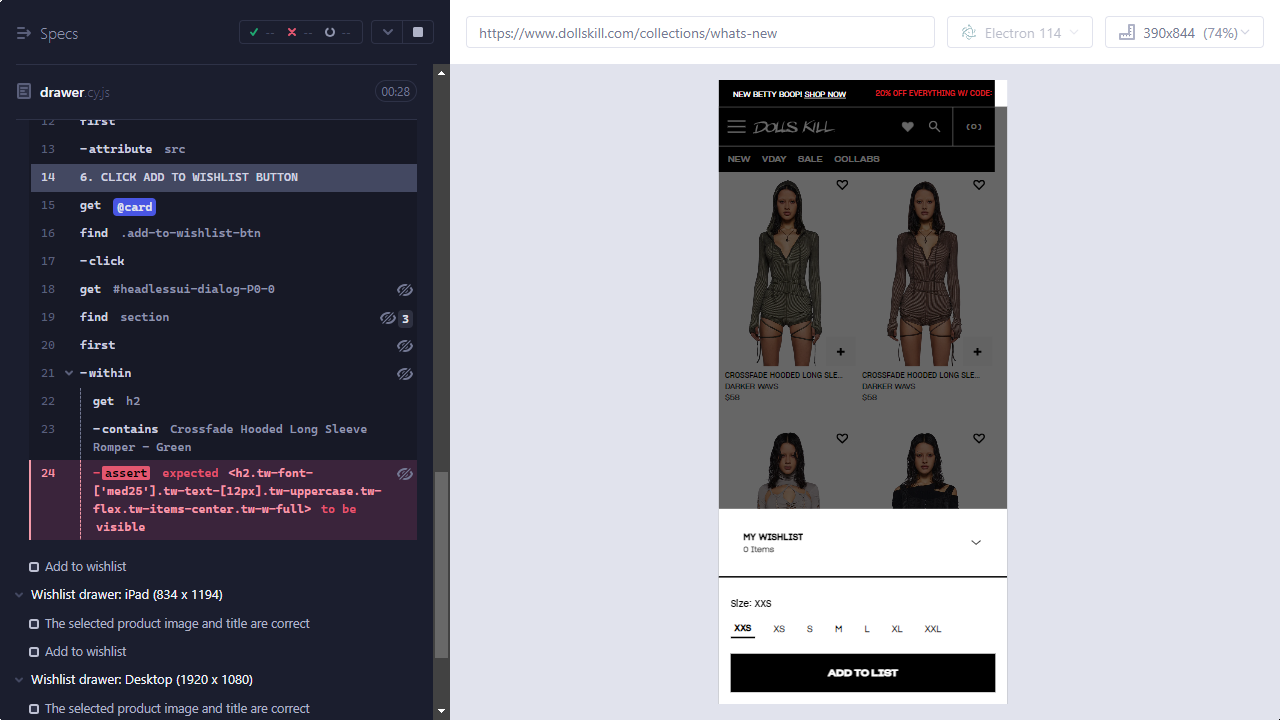 Specs
-- -- --
drawer.cy.js
00:28
12 first
13 -attribute src
14 6. CLICK ADD TO WISHLIST BUTTON
15 get @card
16 find .add-to-wishlist-btn
17 -click
18 get #headlessui-dialog-P0-0
19 find section 3
20 first
21 -within
22 get h2
23 -contains Crossfade Hooded Long Sleeve
Romper - Green
24 -assert expected <h2.tw-font-
['med25'].tw-text-[12px].tw-uppercase.tw-
flex.tw-items-center.tw-w-full> to be
visible
Add to wishlist
Wishlist drawer: iPad (834 x 1194)
The selected product image and title are correct
Add to wishlist
Wishlist drawer: Desktop (1920 x 1080)
The selected product image and title are correct
https://www.dollskill.com/collections/whats-new
Electron 114
390x844 (74%)
NEW BETTY BOOP! SHOP NOW
20% OFF EVERYTHING W/ CODE:
DOLLS KILL
(0)
NEW VDAY SALE COLLABS
CROSSFADE HOODED LONG SLE...
DARKER WAVS
$58
CROSSFADE HOODED LONG SLE...
DARKER WAVS
$58
MY WISHLIST
0 Items
Size: XXS
XXS XS S M L XL XXL
ADD TO LIST